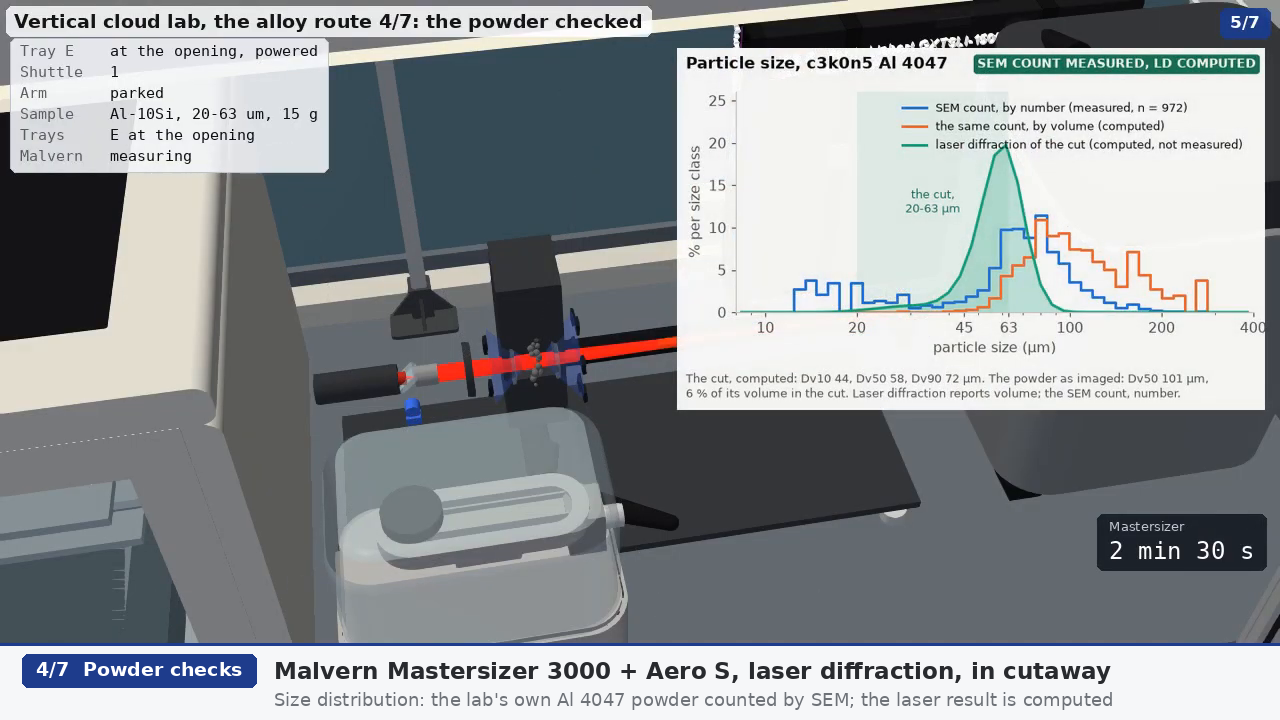 Vertical cloud lab, the alloy route 4/7: the powder checked
5/7
Tray E at the opening, powered
Shuttle 1
Arm parked
Sample Al-10Si, 20-63 um, 15 g
Trays E at the opening
Malvern measuring
Particle size, c3k0n5 Al 4047
SEM COUNT MEASURED, LD COMPUTED
SEM count, by number (measured, n = 972)
the same count, by volume (computed)
laser diffraction of the cut (computed, not measured)
the cut,
20-63 µm
% per size class
25
20
15
10
5
0
10 20 45 63 100 200 400
particle size (µm)
The cut, computed: Dv10 44, Dv50 58, Dv90 72 µm. The powder as imaged: Dv50 101 µm,
6 % of its volume in the cut. Laser diffraction reports volume; the SEM count, number.
Mastersizer
2 min 30 s
4/7 Powder checks
Malvern Mastersizer 3000 + Aero S, laser diffraction, in cutaway
Size distribution: the lab's own Al 4047 powder counted by SEM; the laser result is computed